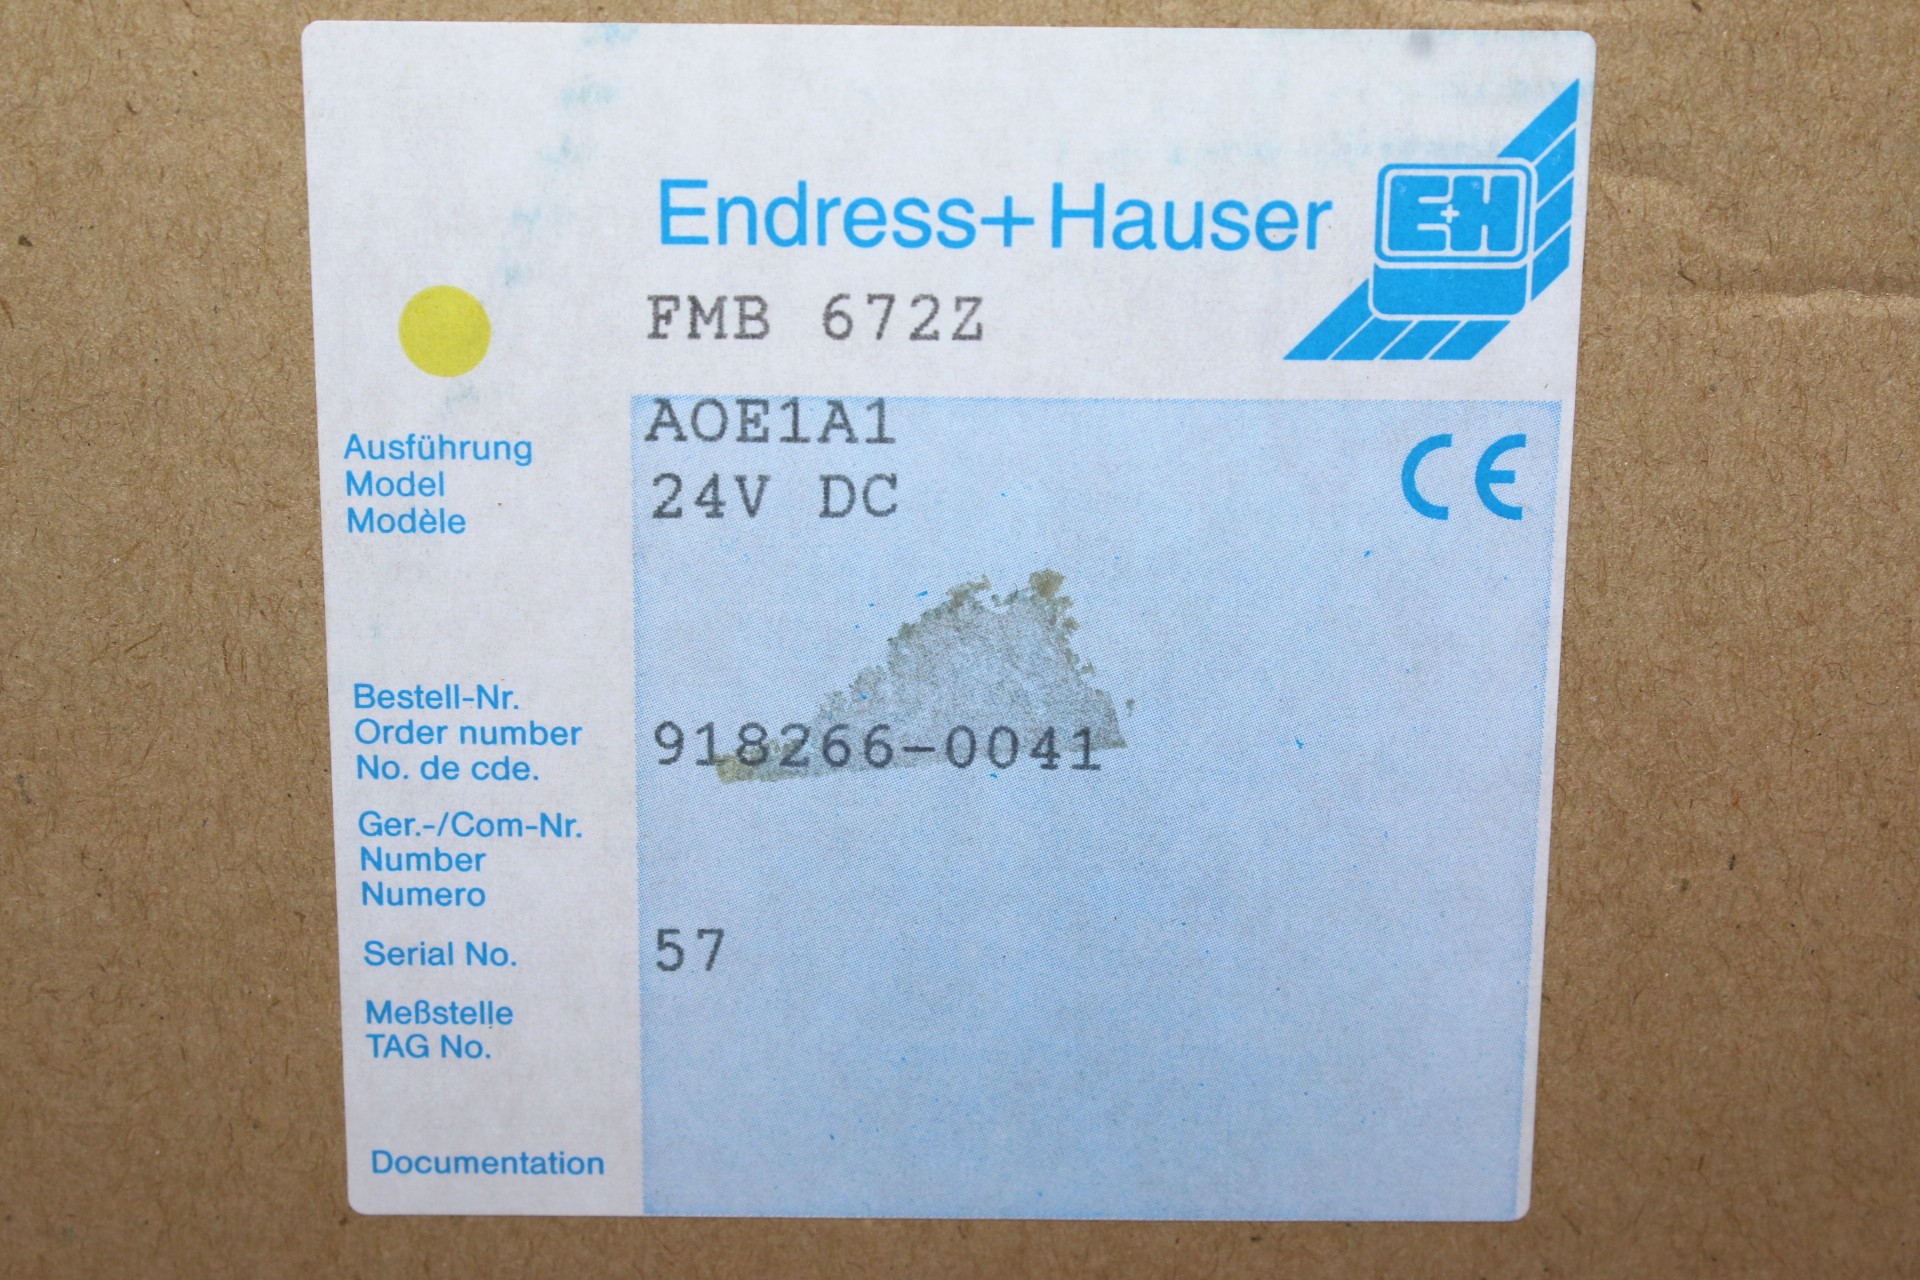 Endress+Hauser
E+H
FMB 672Z
AOE1A1
CE
Ausführung
Model
Modèle
24V DC
Bestell-Nr.
Order number
No. de cde.
918266-0041
Ger.-/Com-Nr.
Number
Numero
Serial No.
57
Meßstelle
TAG No.
Documentation